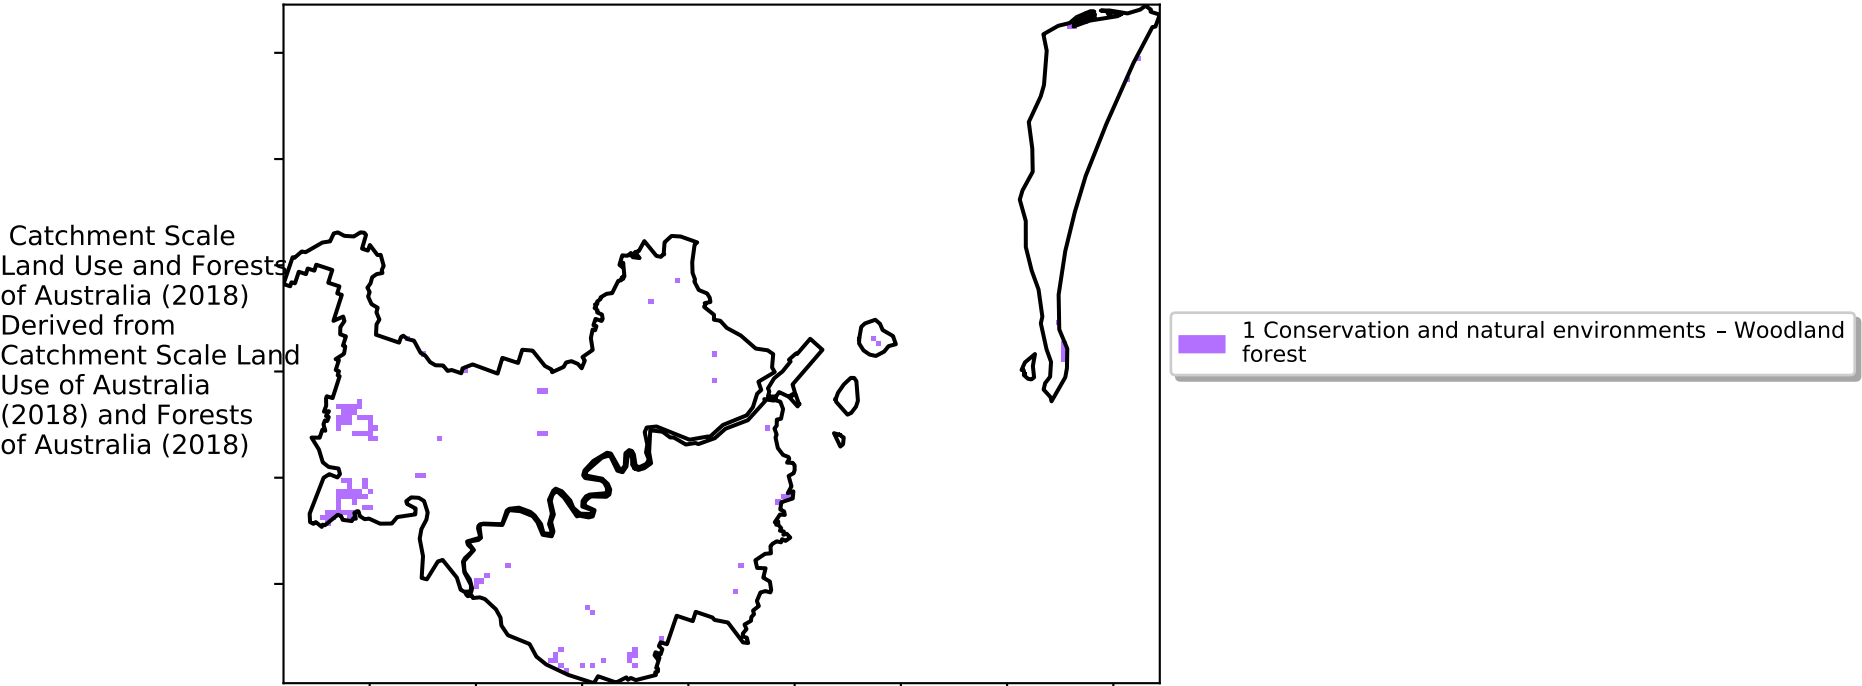 Catchment Scale
Land Use and Forests
of Australia (2018)
Derived from
Catchment Scale Land
Use of Australia
(2018) and Forests
of Australia (2018)
1 Conservation and natural environments – Woodland
forest